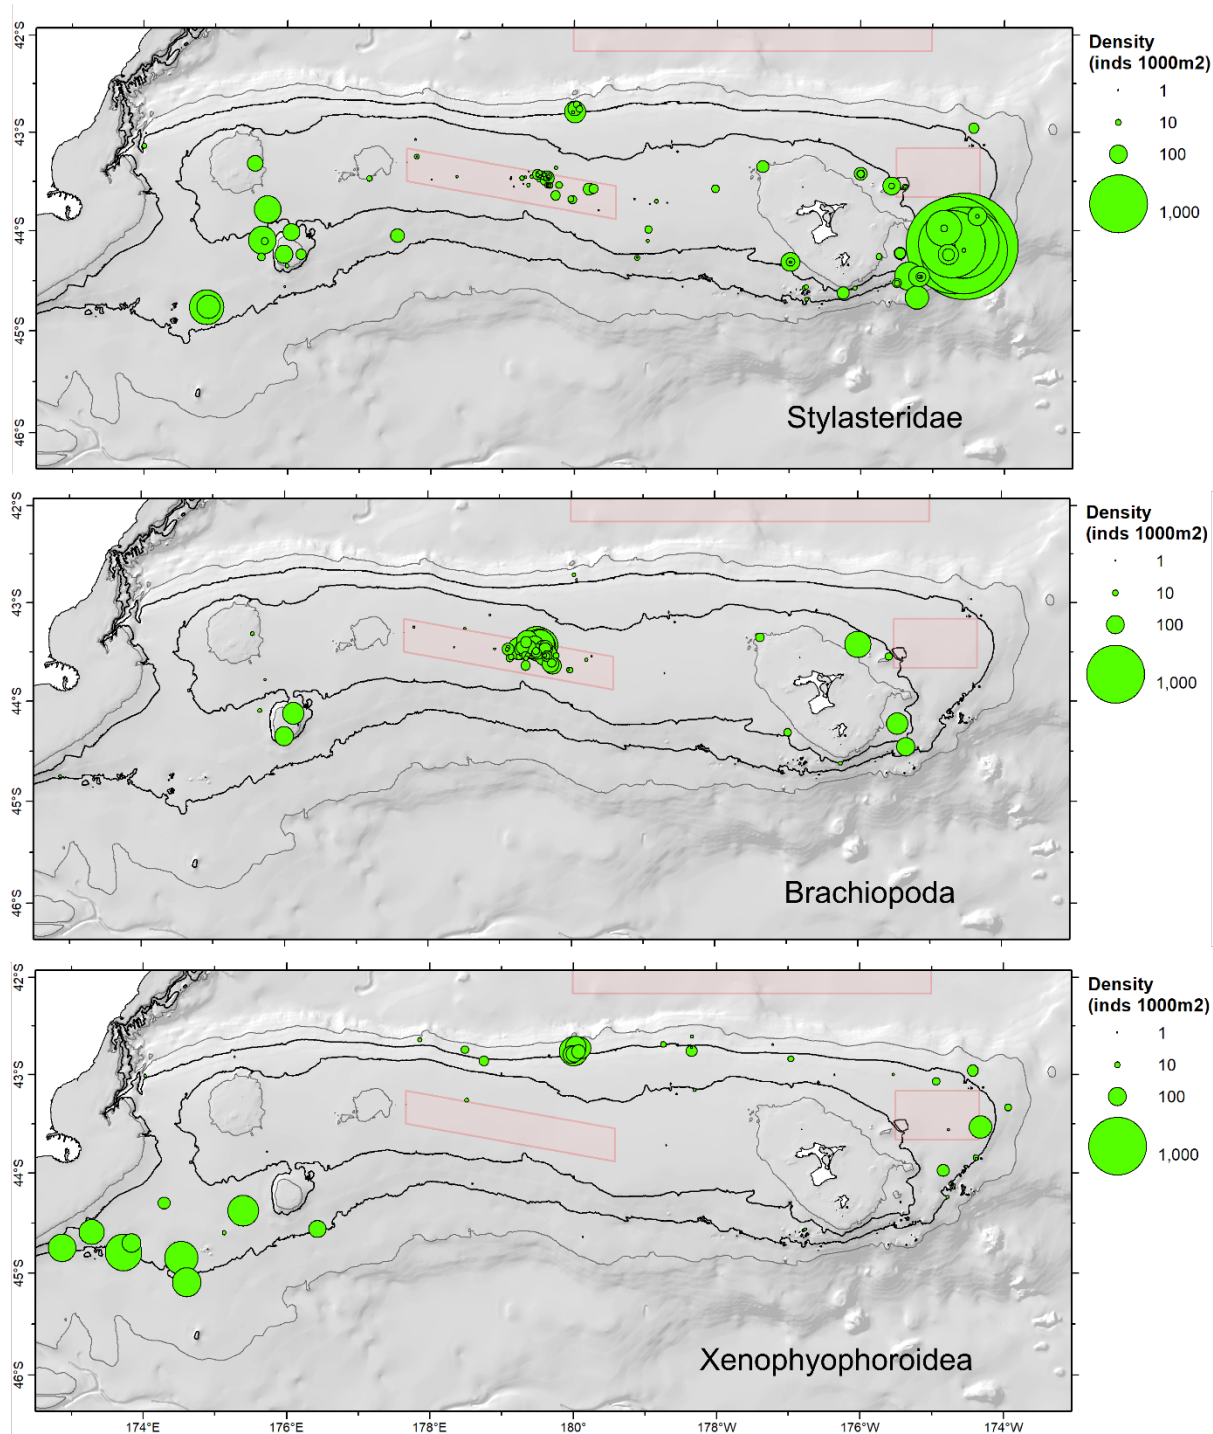 42°S
43°S
44°S
45°S
46°S
Density
(inds 1000m2)
1
10
100
1,000
Stylasteridae
42°S
43°S
44°S
45°S
46°S
Density
(inds 1000m2)
1
10
100
1,000
Brachiopoda
42°S
43°S
44°S
45°S
46°S
Density
(inds 1000m2)
1
10
100
1,000
Xenophyophoroidea
174°E
176°E
178°E
180°
178°W
176°W
174°W